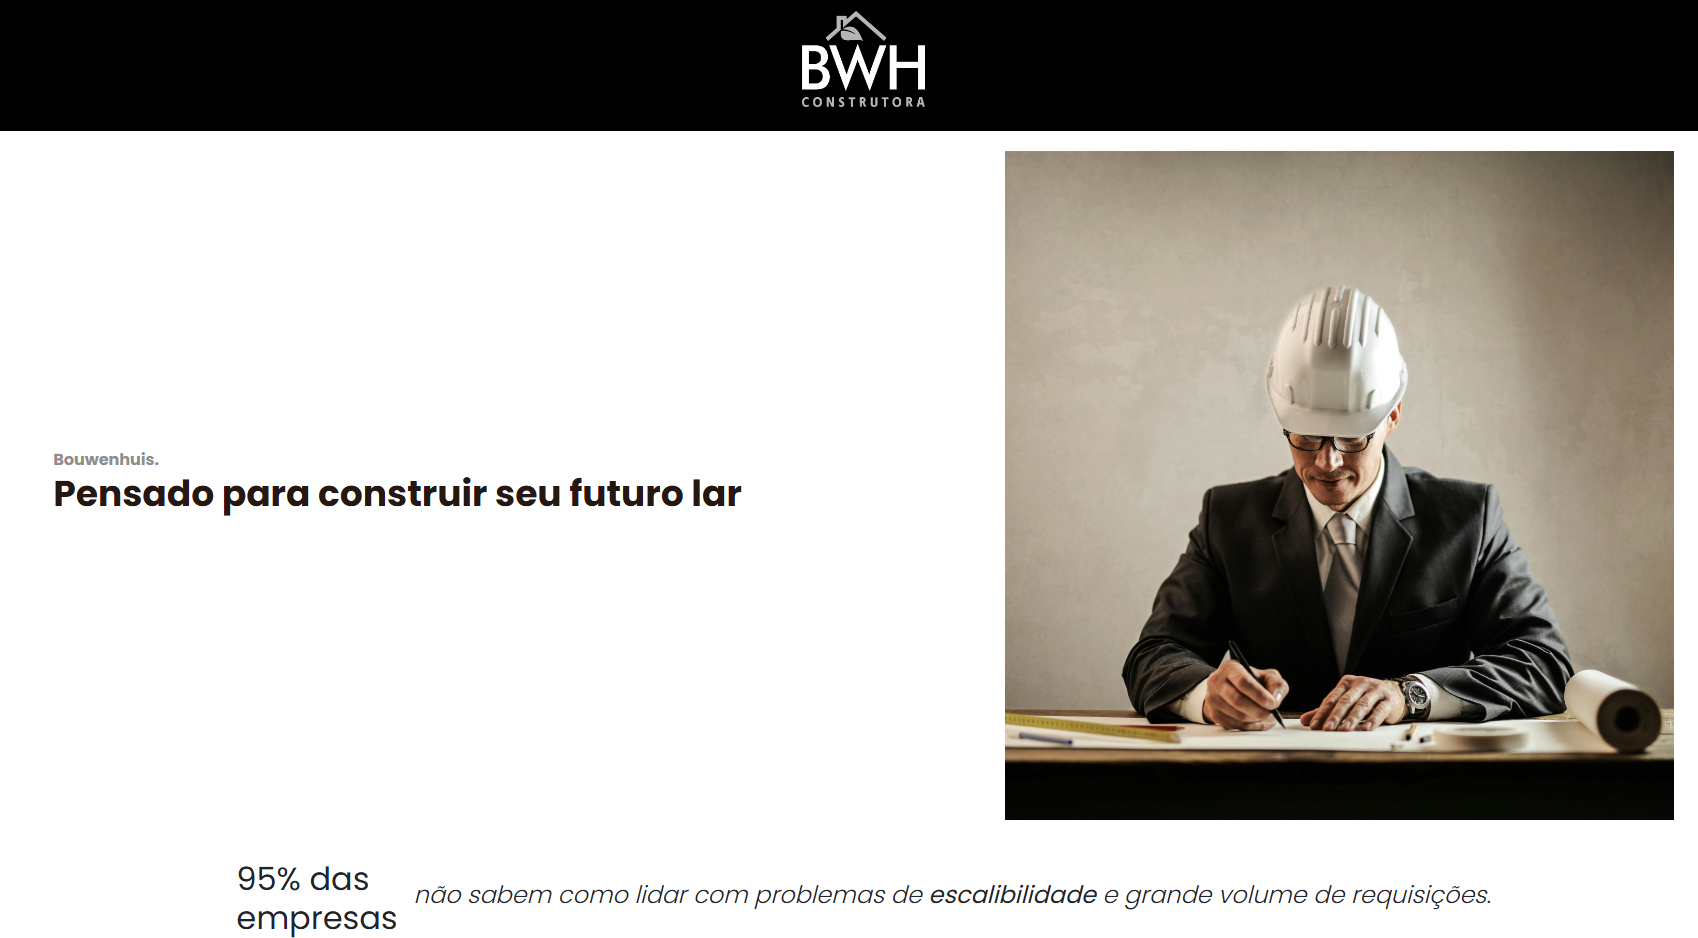 BWH
CONSTRUTORA
Bouwenhuis.
Pensado para construir seu futuro lar
95% das
empresas
não sabem como lidar com problemas de escalibilidade e grande volume de requisições.